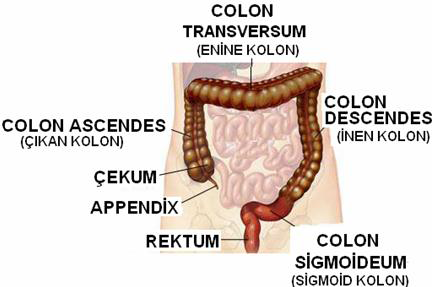 COLON
TRANSVERSUM
(ENİNE KOLON)
COLON ASCENDES
(ÇIKAN KOLON)
COLON
DESCENDES
(İNEN KOLON)
ÇEKUM
APPENDİX
REKTUM
COLON
SİGMOİDEUM
(SİGMOİD KOLON)